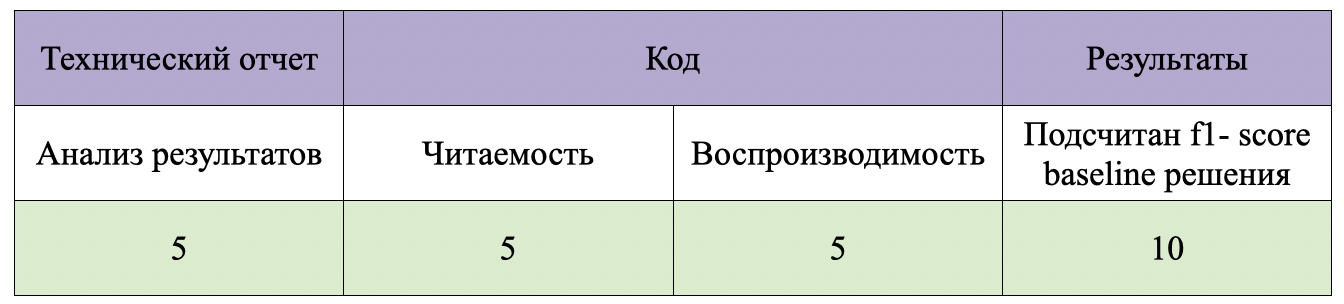 Технический отчет
Код
Результаты
Анализ результатов
Читаемость
Воспроизводимость
Подсчитан f1- score
baseline решения
5
5
5
10